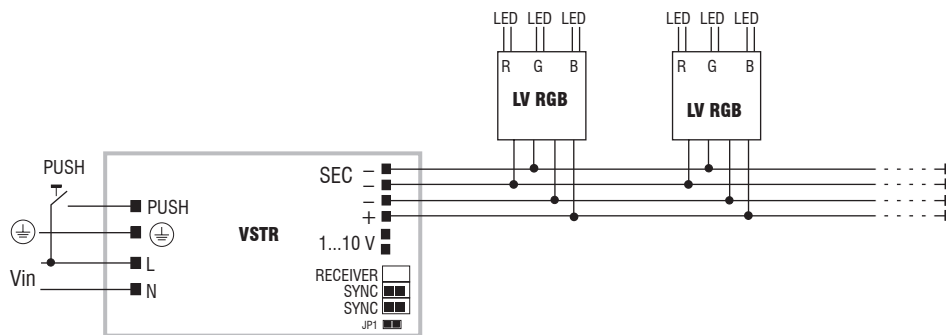 LED LED LED LED LED LED
R G B R G B
LV RGB LV RGB
PUSH
SEC −
−
−
+
PUSH
VSTR
1...10 V
L
Vin
N
RECEIVER
SYNC
SYNC
JP1